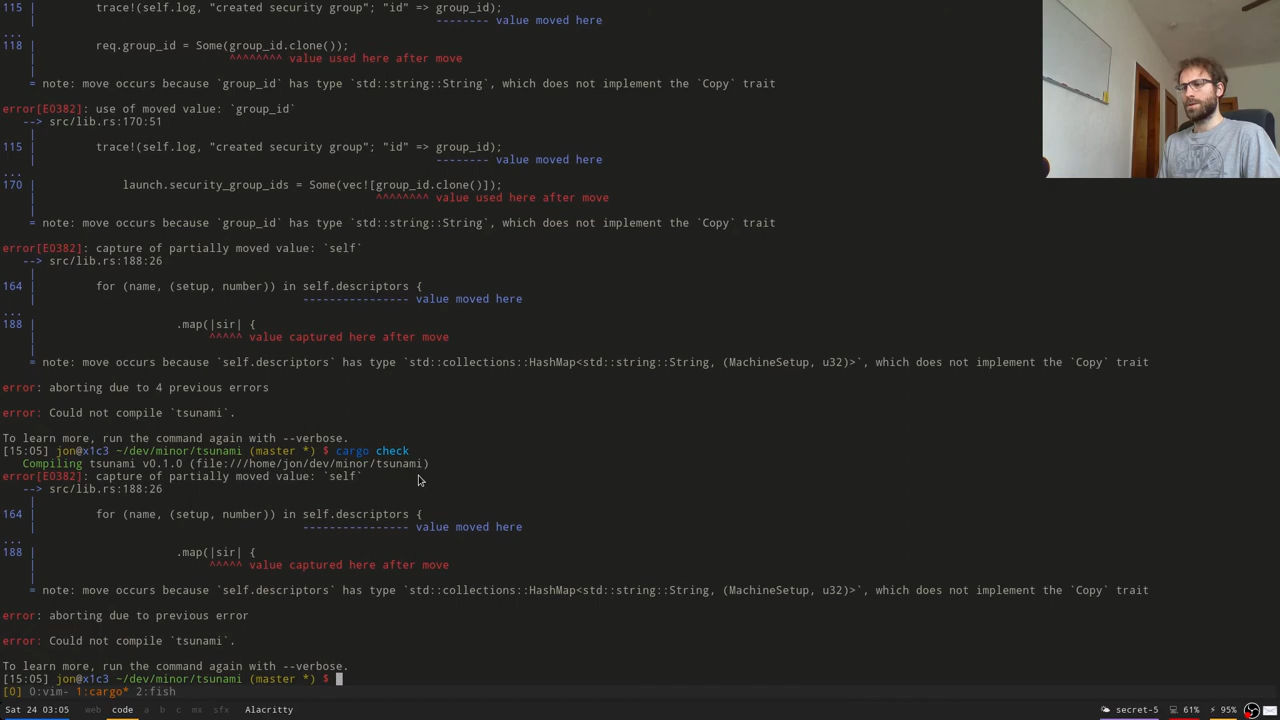 115 |         trace!(self.log, "created security group"; "id" => group_id);
    |                                                            -------- value moved here
...
118 |         req.group_id = Some(group_id.clone());
    |                             ^^^^^^^^ value used here after move
    |
    = note: move occurs because `group_id` has type `std::string::String`, which does not implement the `Copy` trait
error[E0382]: use of moved value: `group_id`
   --> src/lib.rs:170:51
    |
115 |         trace!(self.log, "created security group"; "id" => group_id);
    |                                                            -------- value moved here
...
170 |             launch.security_group_ids = Some(vec![group_id.clone()]);
    |                                                   ^^^^^^^^ value used here after move
    |
    = note: move occurs because `group_id` has type `std::string::String`, which does not implement the `Copy` trait
error[E0382]: capture of partially moved value: `self`
   --> src/lib.rs:188:26
    |
164 |         for (name, (setup, number)) in self.descriptors {
    |                                        ---------------- value moved here
...
188 |                     .map(|sir| {
    |                          ^^^^^ value captured here after move
    |
    = note: move occurs because `self.descriptors` has type `std::collections::HashMap<std::string::String, (MachineSetup, u32)>`, which does not implement the `Copy` trait
error: aborting due to 4 previous errors
error: Could not compile `tsunami`.
To learn more, run the command again with --verbose.
[15:05] jon@x1c3 ~/dev/minor/tsunami (master *) $ cargo check
   Compiling tsunami v0.1.0 (file:///home/jon/dev/minor/tsunami)
error[E0382]: capture of partially moved value: `self`
   --> src/lib.rs:188:26
    |
164 |         for (name, (setup, number)) in self.descriptors {
    |                                        ---------------- value moved here
...
188 |                     .map(|sir| {
    |                          ^^^^^ value captured here after move
    |
    = note: move occurs because `self.descriptors` has type `std::collections::HashMap<std::string::String, (MachineSetup, u32)>`, which does not implement the `Copy` trait
error: aborting due to previous error
error: Could not compile `tsunami`.
To learn more, run the command again with --verbose.
[15:05] jon@x1c3 ~/dev/minor/tsunami (master *) $
[0] 0:vim- 1:cargo* 2:fish
Sat 24 03:05 web code a b c mx sfx Alacritty secret-5 61% 95%